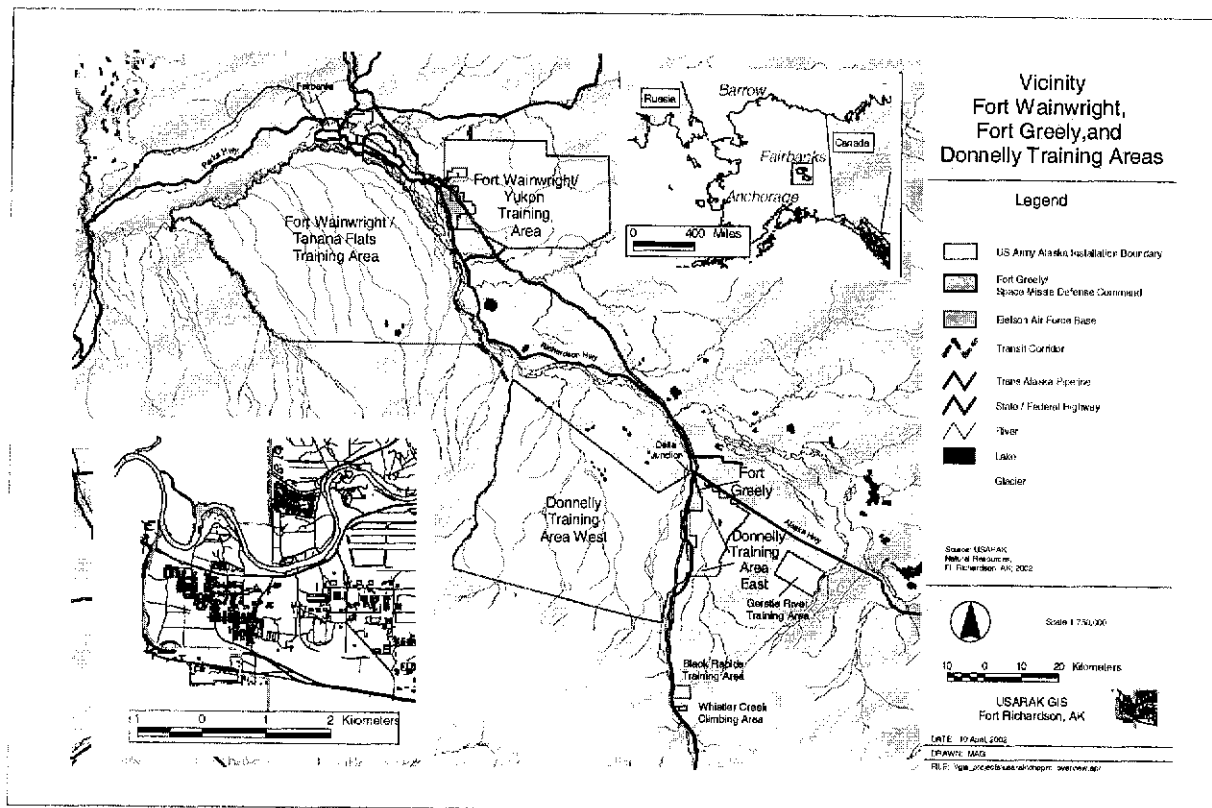 Vicinity
Fort Wainwright,
Fort Greely,and
Donnelly Training Areas
Legend
US Army Alaska Installation Boundary
Fort Greely/
Space Missile Defense Command
Eielson Air Force Base
Transit Corridor
Trans Alaska Pipeline
State / Federal Highway
River
Lake
Glacier
Source: USARAK
Natural Resources,
Ft. Richardson, AK, 2002
Scale 1:750,000
10 0 10 20 Kilometers
USARAK GIS
Fort Richardson, AK
DATE: 10 April, 2002
DRAWN: MAG
FILE:
Fairbanks
Parks Hwy
Fort Wainwright/
Yukon
Training
Area
Fort Wainwright /
Tanana Flats
Training Area
Richardson Hwy
Delta
Junction
Fort
Greely
Donnelly
Training
Area West
Donnelly
Training
Area
East
Alaska Hwy
Gerstle River
Training Area
Black Rapids
Training Area
Whistler Creek
Climbing Area
Barrow
Russia
Canada
Fairbanks
Anchorage
0 400 Miles
1 0 1 2 Kilometers